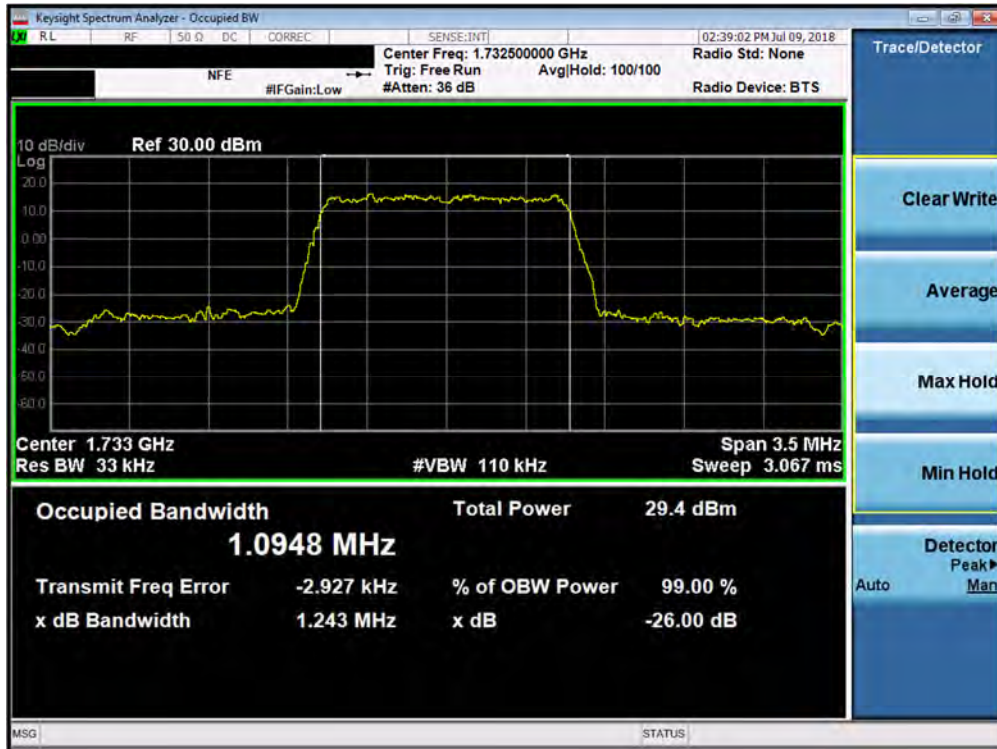 Keysight Spectrum Analyzer - Occupied BW
LXI RL RF 50 Ω DC CORREC SENSE:INT 02:39:02 PM Jul 09, 2018
Center Freq: 1.732500000 GHz Radio Std: None
NFE Trig: Free Run Avg|Hold: 100/100
#IFGain:Low #Atten: 36 dB Radio Device: BTS
Trace/Detector
10 dB/div Ref 30.00 dBm
Log
20.0
10.0
0.00
-10.0
-20.0
-30.0
-40.0
-50.0
-60.0
Center 1.733 GHz Span 3.5 MHz
Res BW 33 kHz #VBW 110 kHz Sweep 3.067 ms
Occupied Bandwidth Total Power 29.4 dBm
1.0948 MHz
Transmit Freq Error -2.927 kHz % of OBW Power 99.00 %
x dB Bandwidth 1.243 MHz x dB -26.00 dB
Clear Write
Average
Max Hold
Min Hold
Detector
Peak▶
Auto Man
MSG STATUS